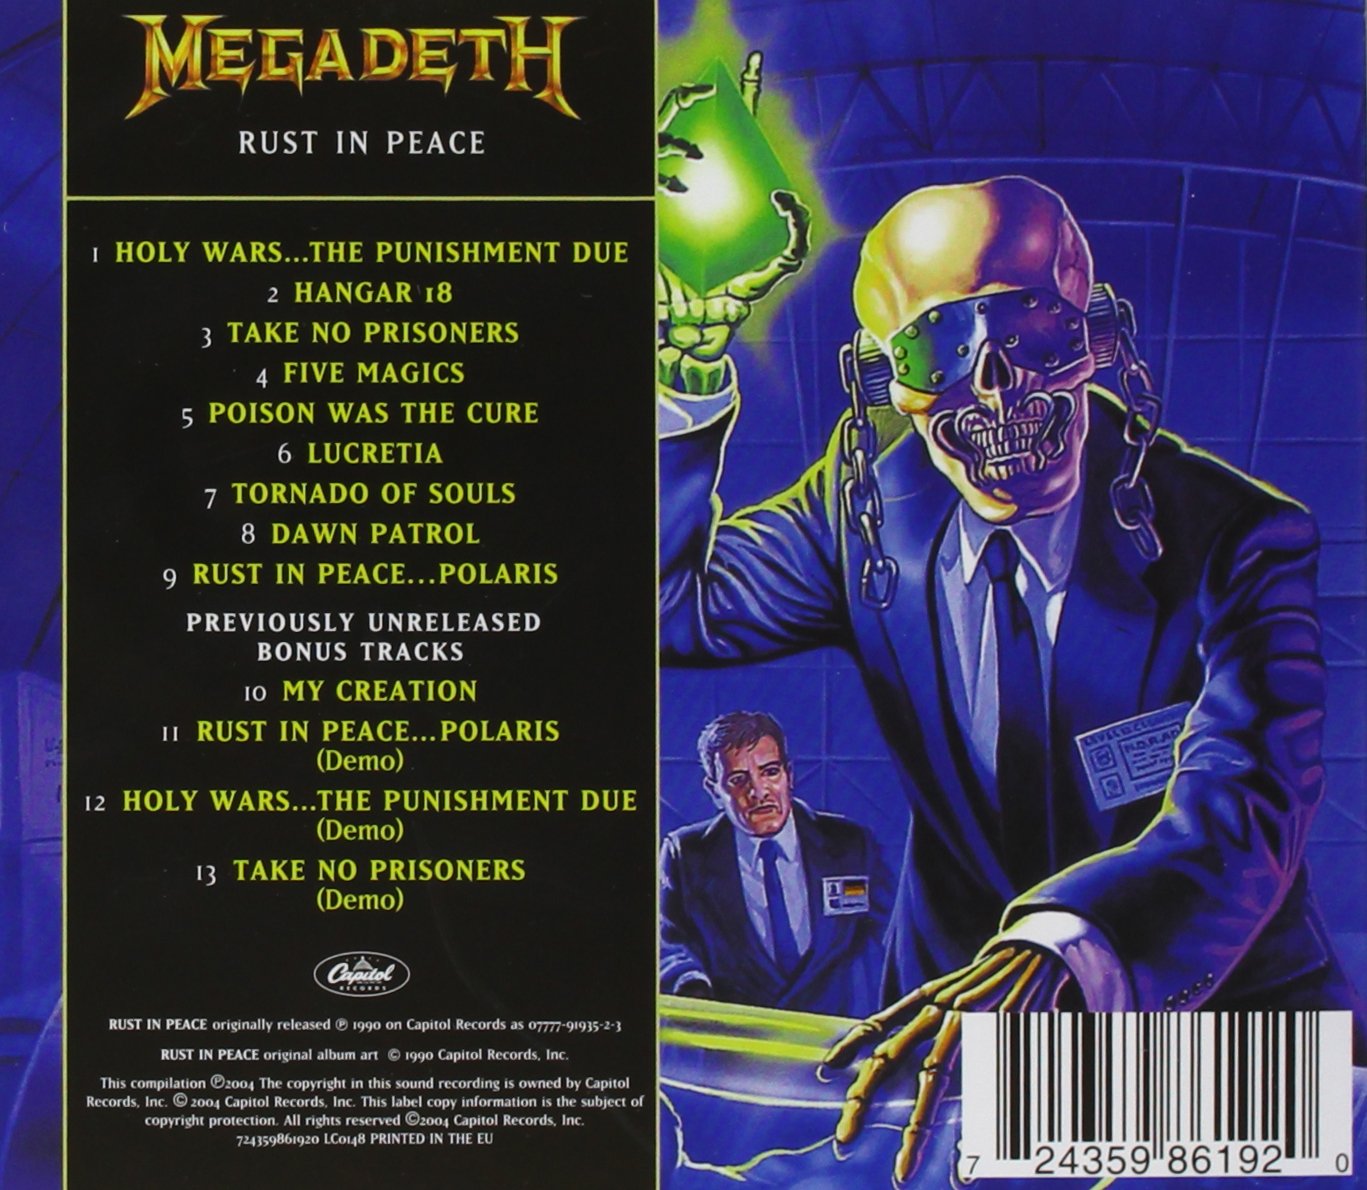 MEGADETH
RUST IN PEACE
1 HOLY WARS...THE PUNISHMENT DUE
2 HANGAR 18
3 TAKE NO PRISONERS
4 FIVE MAGICS
5 POISON WAS THE CURE
6 LUCRETIA
7 TORNADO OF SOULS
8 DAWN PATROL
9 RUST IN PEACE...POLARIS
PREVIOUSLY UNRELEASED
BONUS TRACKS
10 MY CREATION
11 RUST IN PEACE...POLARIS
(Demo)
12 HOLY WARS...THE PUNISHMENT DUE
(Demo)
13 TAKE NO PRISONERS
(Demo)
Capitol
RECORDS
RUST IN PEACE originally released ℗ 1990 on Capitol Records as 07777-91935-2-3
RUST IN PEACE original album art © 1990 Capitol Records, Inc.
This compilation ℗2004 The copyright in this sound recording is owned by Capitol
Records, Inc. © 2004 Capitol Records, Inc. This label copy information is the subject of
copyright protection. All rights reserved ©2004 Capitol Records, Inc.
724359861920 LC0148 PRINTED IN THE EU
7 24359 86192 0